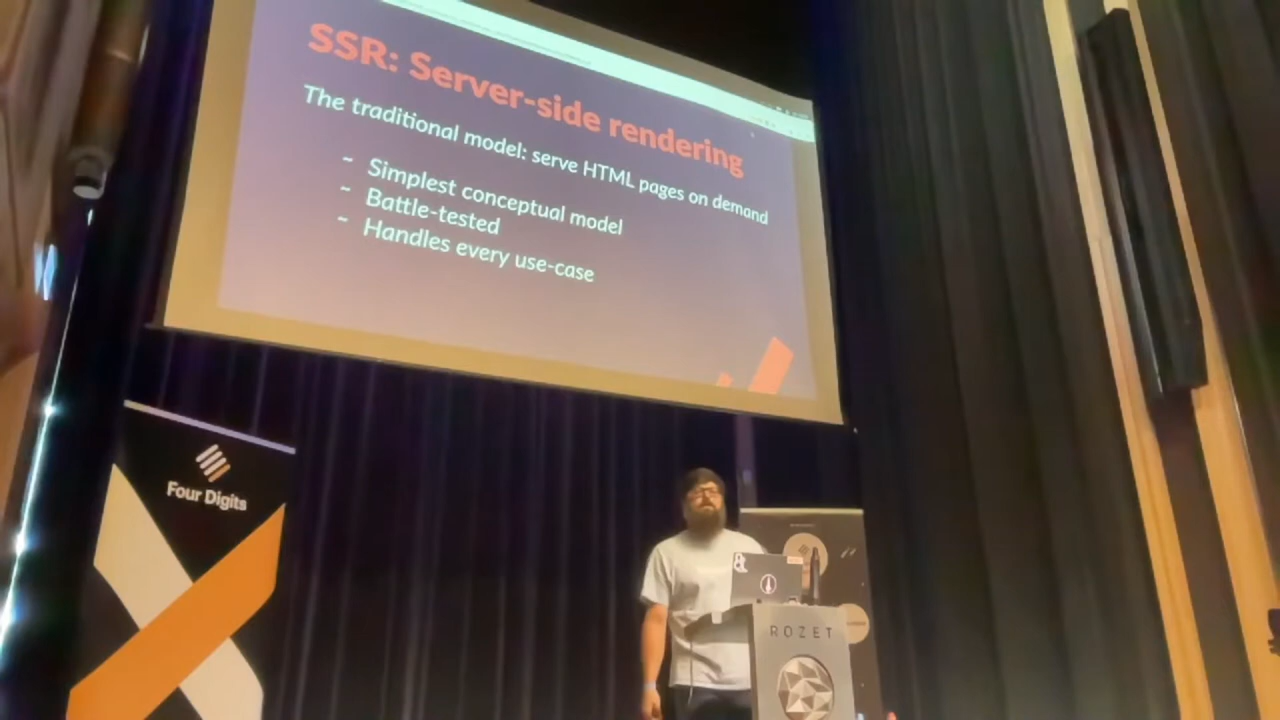 SSR: Server-side rendering
The traditional model: serve HTML pages on demand
- Simplest conceptual model
- Battle-tested
- Handles every use-case
Four Digits
ROZET